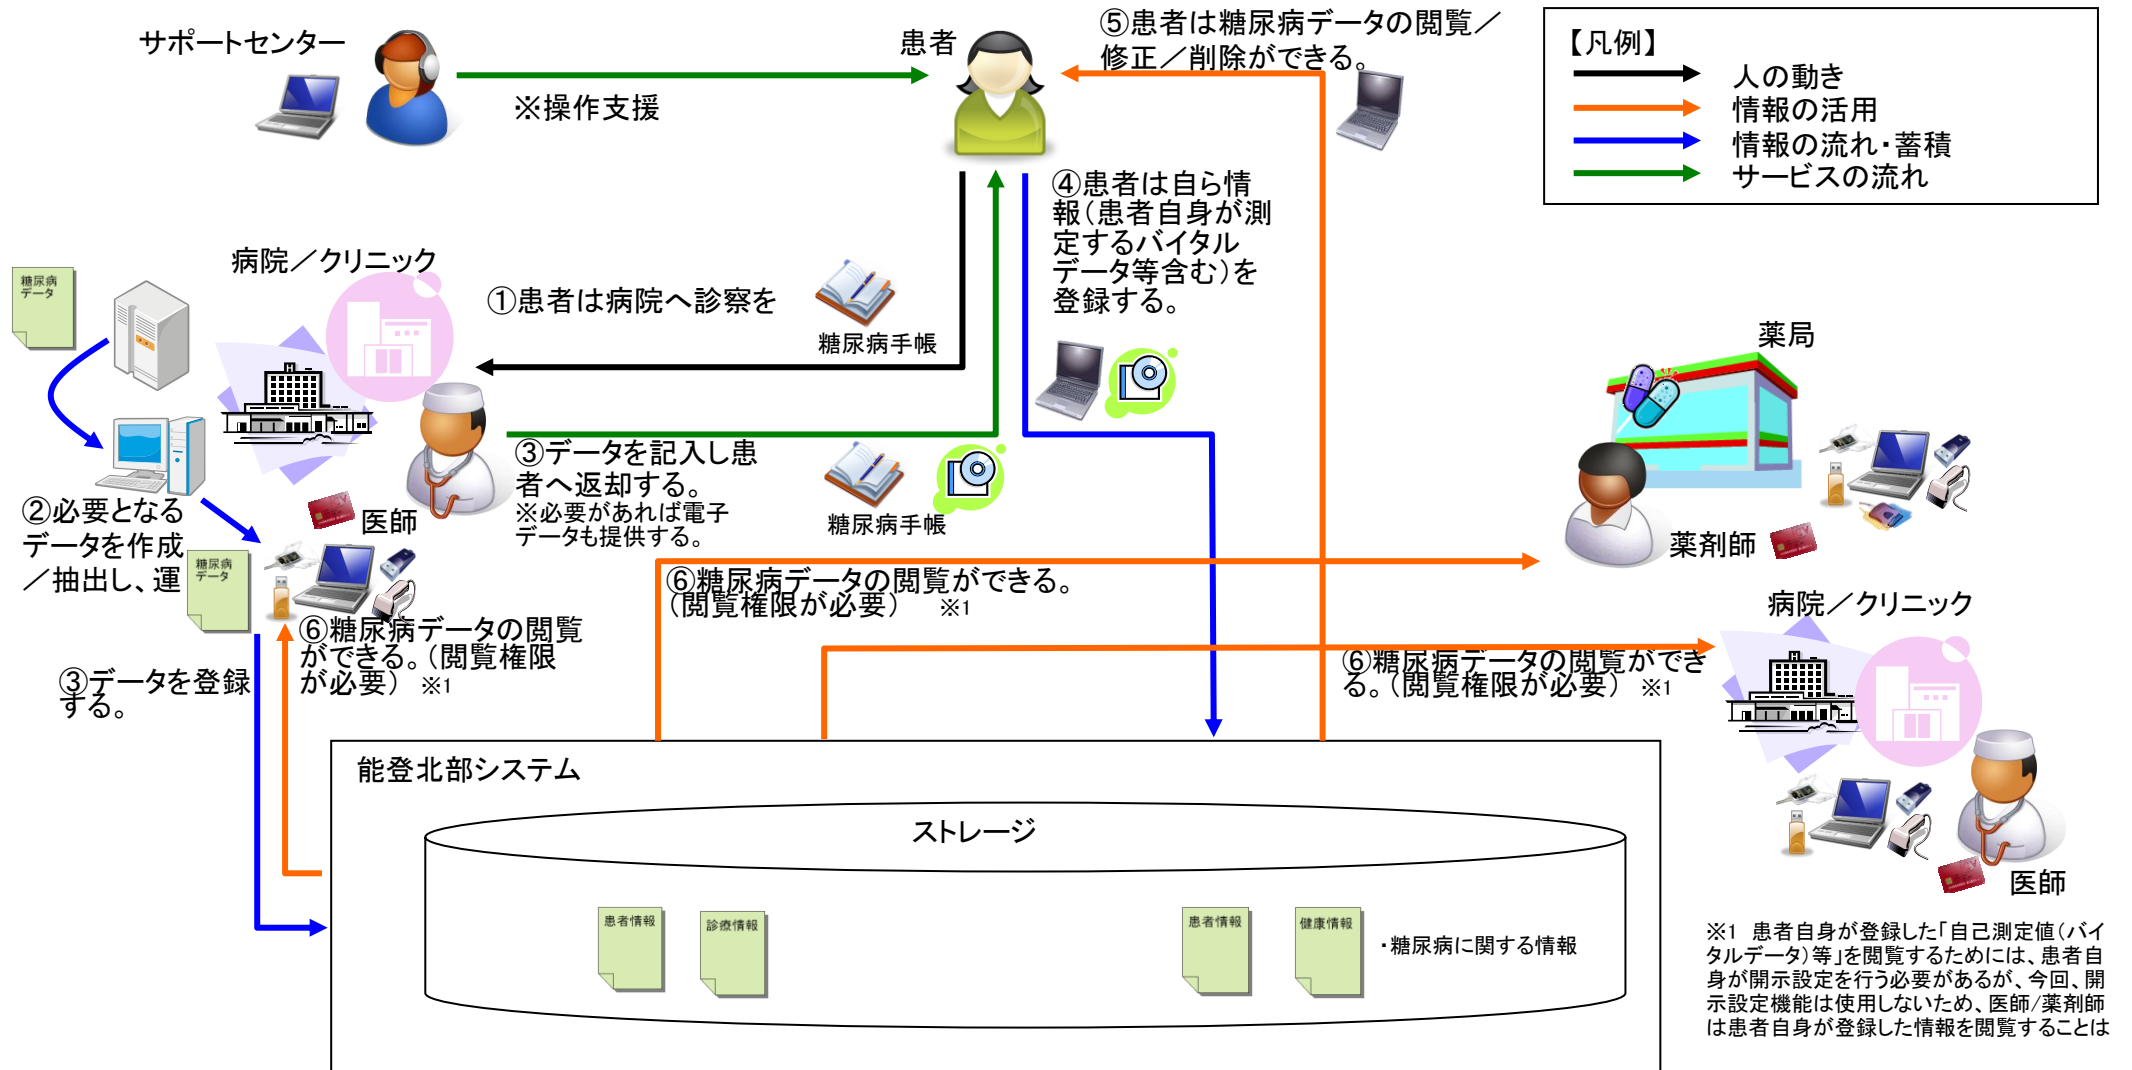 サポートセンター
※操作支援
患者
⑤患者は糖尿病データの閲覧／
修正／削除ができる。
【凡例】
人の動き
情報の活用
情報の流れ・蓄積
サービスの流れ
④患者は自ら情
報（患者自身が測
定するバイタル
データ等含む）を
登録する。
病院／クリニック
糖尿病
データ
①患者は病院へ診察を
糖尿病手帳
薬局
③データを記入し患
者へ返却する。
※必要があれば電子
データも提供する。
糖尿病手帳
医師
②必要となる
データを作成
／抽出し、運
糖尿病
データ
薬剤師
⑥糖尿病データの閲覧ができる。
（閲覧権限が必要）　※1
⑥糖尿病データの閲覧
ができる。（閲覧権限
が必要）　※1
病院／クリニック
⑥糖尿病データの閲覧ができ
る。（閲覧権限が必要）　※1
③データを登録
する。
能登北部システム
ストレージ
患者情報
診療情報
患者情報
健康情報
・糖尿病に関する情報
医師
※1　患者自身が登録した「自己測定値（バイ
タルデータ）等」を閲覧するためには、患者自
身が開示設定を行う必要があるが、今回、開
示設定機能は使用しないため、医師/薬剤師
は患者自身が登録した情報を閲覧することは